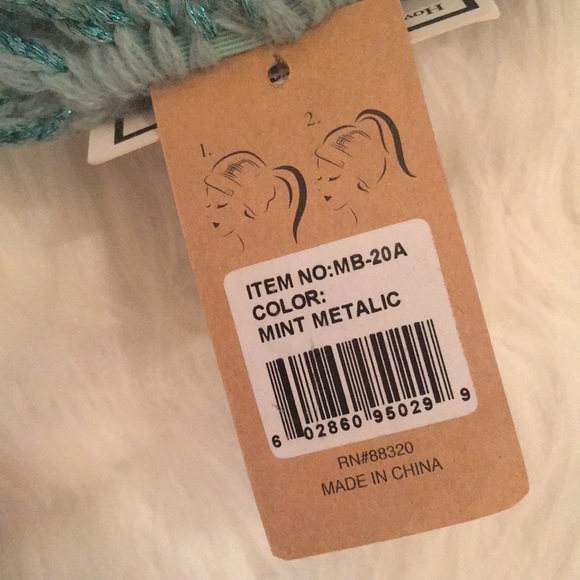 1.
2.
ITEM NO:MB-20A
COLOR:
MINT METALIC
6 02860 95029 9
RN#88320
MADE IN CHINA